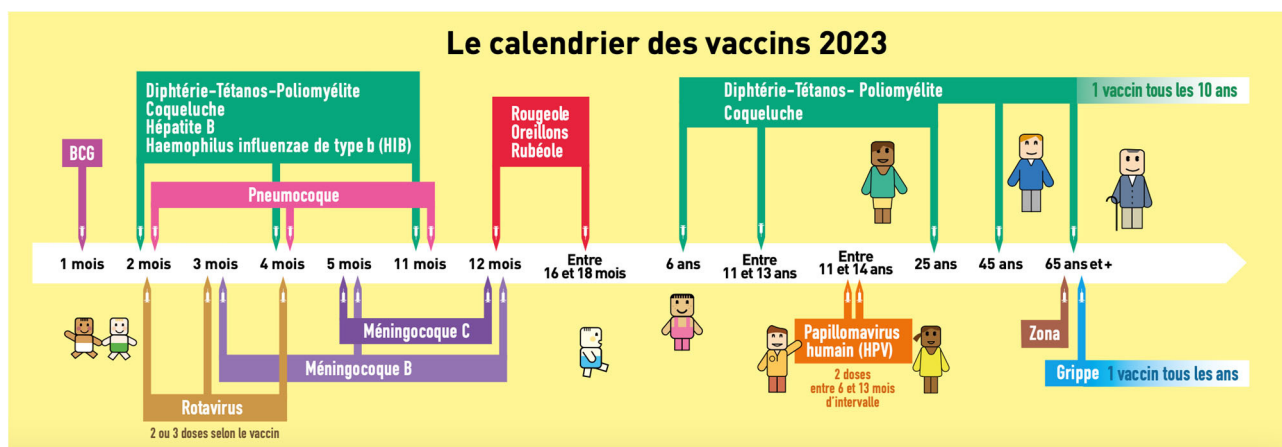 Le calendrier des vaccins 2023
BCG
Diphtérie-Tétanos-Poliomyélite
Coqueluche
Hépatite B
Haemophilus influenzae de type b (HIB)
Pneumocoque
Rougeole
Oreillons
Rubéole
Diphtérie-Tétanos- Poliomyélite
Coqueluche
1 vaccin tous les 10 ans
1 mois
2 mois
3 mois
4 mois
5 mois
11 mois
12 mois
Entre
16 et 18 mois
6 ans
Entre
11 et 13 ans
Entre
11 et 14 ans
25 ans
45 ans
65 ans et +
Méningocoque C
Méningocoque B
Rotavirus
2 ou 3 doses selon le vaccin
Papillomavirus
humain (HPV)
2 doses
entre 6 et 13 mois
d'intervalle
Zona
Grippe 1 vaccin tous les ans